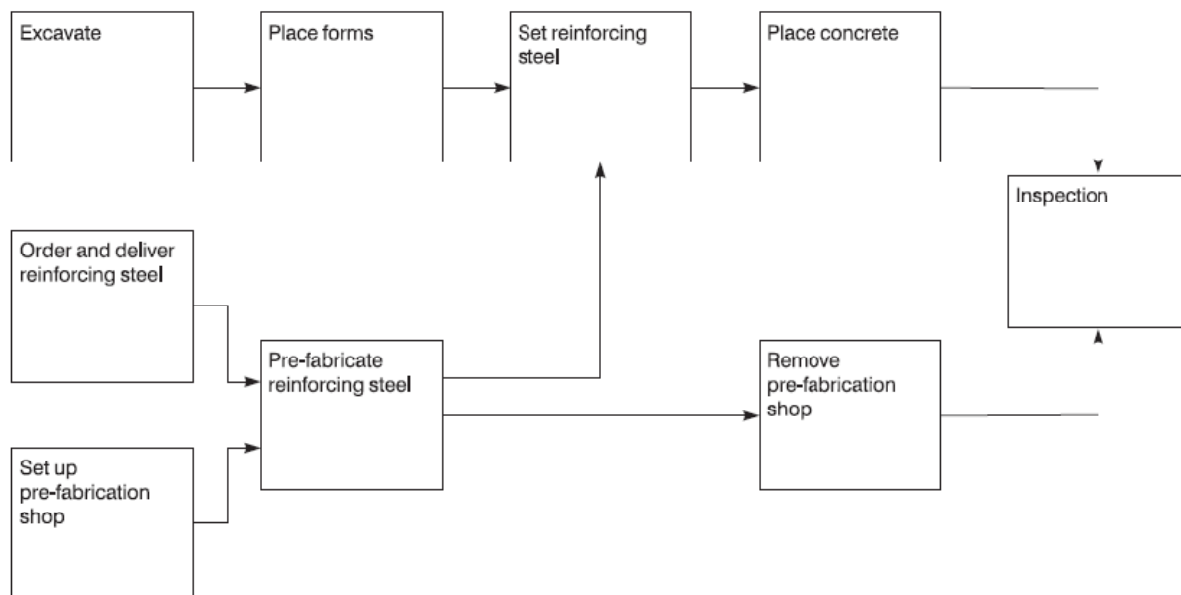 Excavate
Place forms
Set reinforcing
steel
Place concrete
Inspection
Order and deliver
reinforcing steel
Pre-fabricate
reinforcing steel
Remove
pre-fabrication
shop
Set up
pre-fabrication
shop